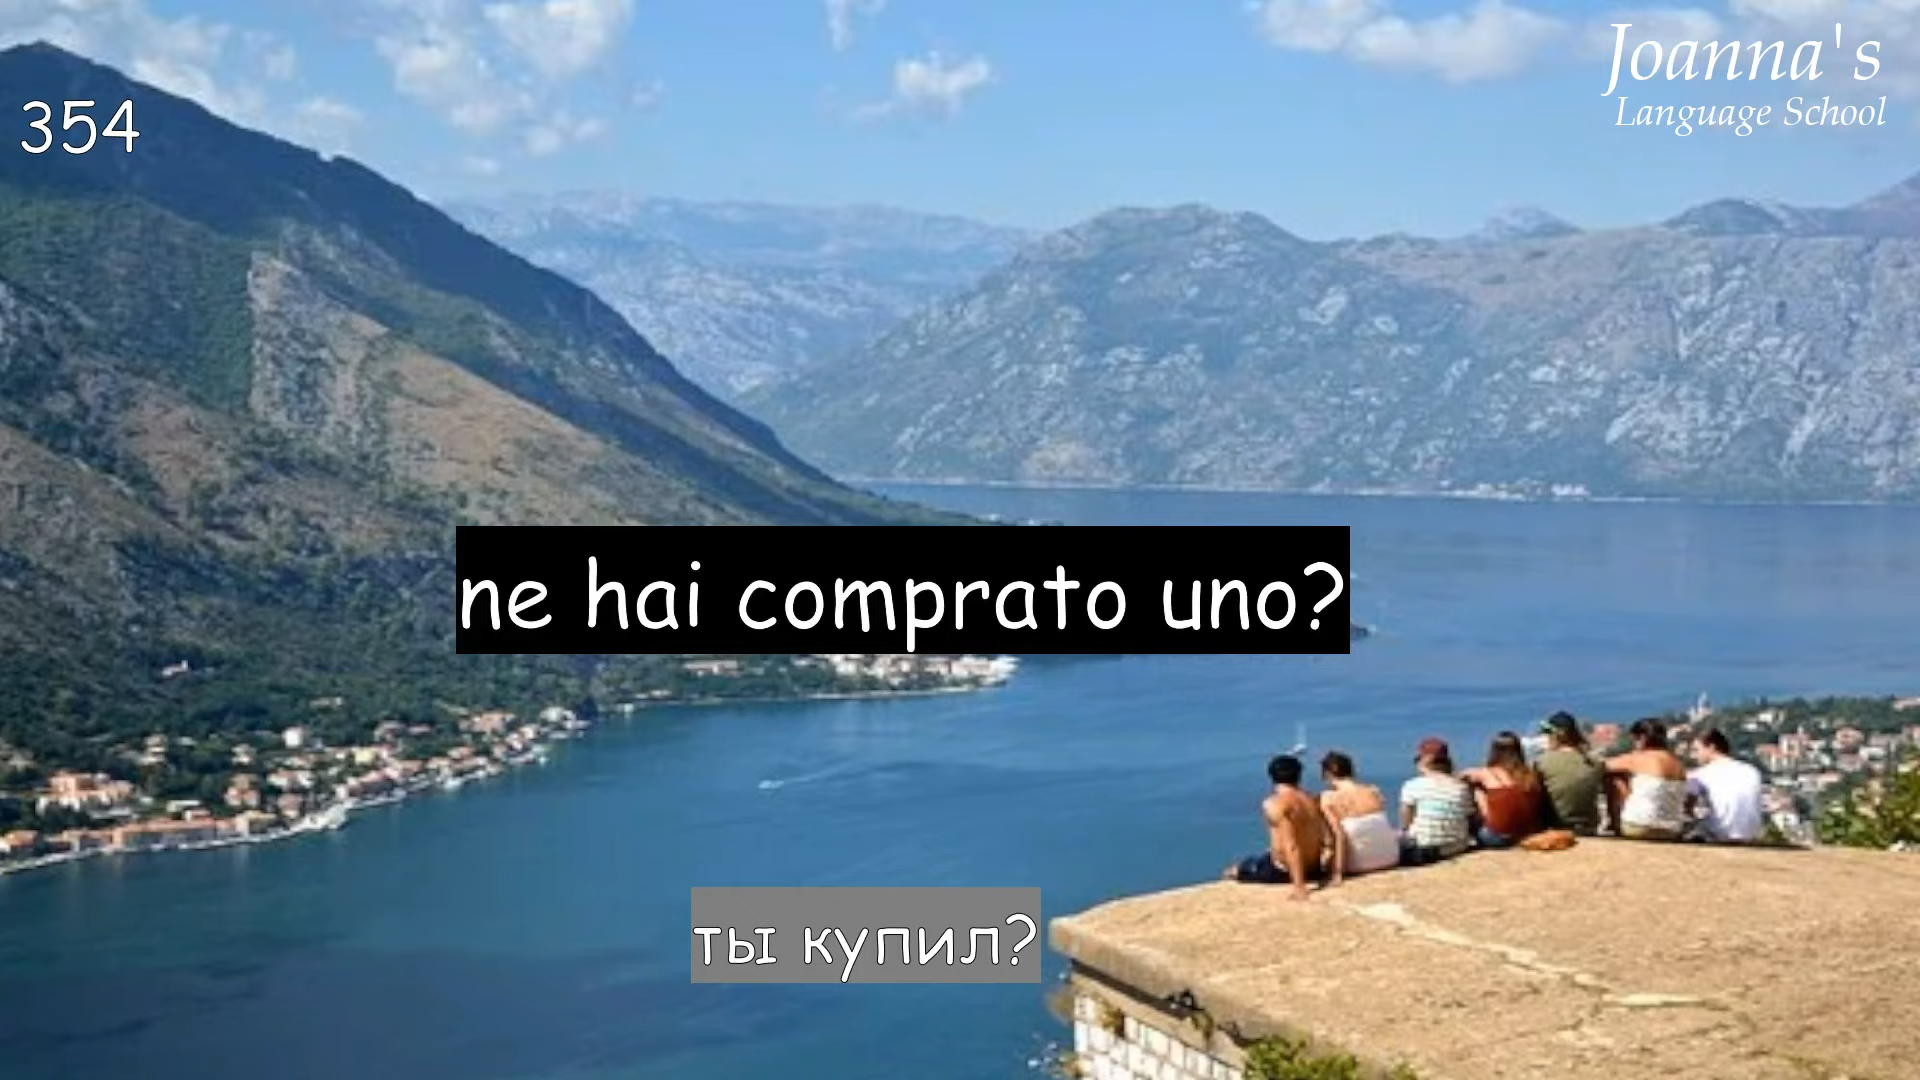 Joanna's
Language School
354
ne hai comprato uno?
ты купил?